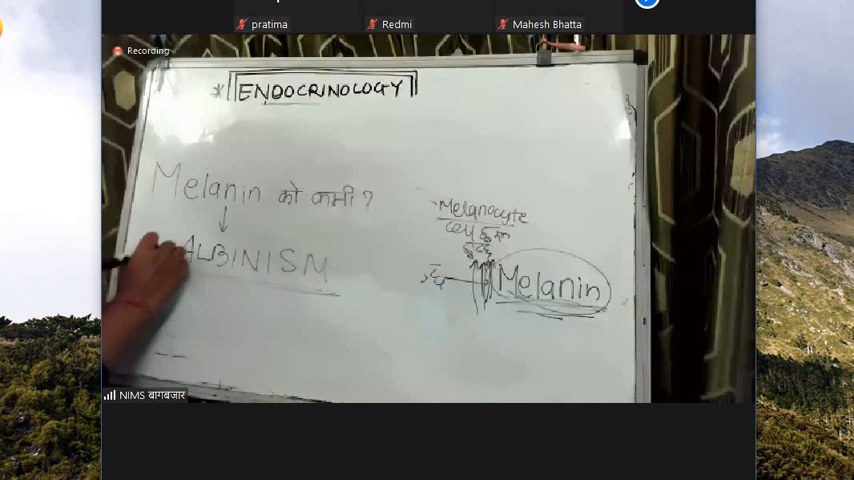 pratima
Redmi
Mahesh Bhatta
Recording
* ENDOCRINOLOGY
Melanin को कमी ?
↓
ALBINISM
Melanocyte
Cell
Melanin
NIMS बागबजार